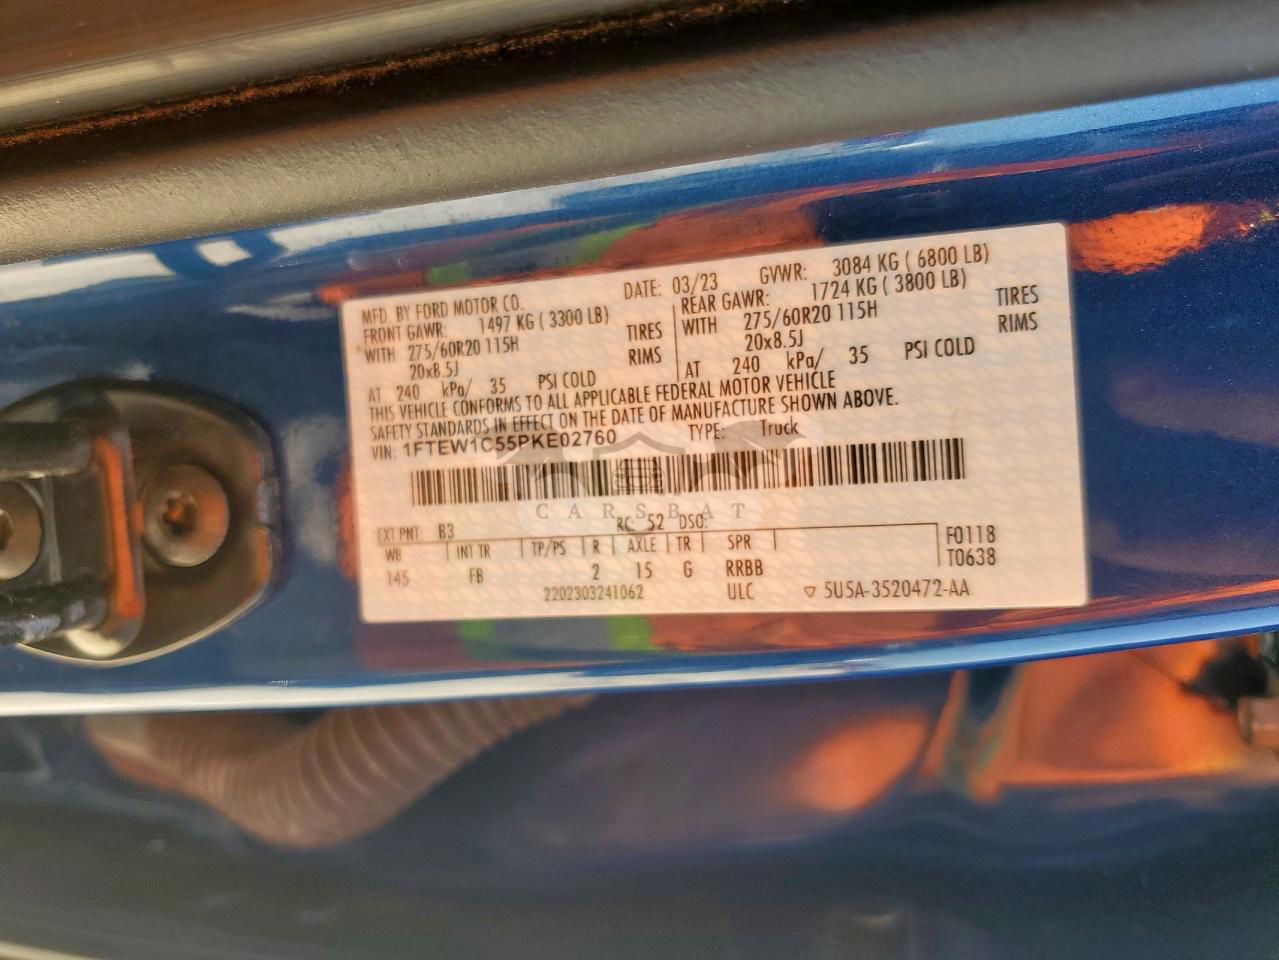 MFD. BY FORD MOTOR CO. DATE: 03/23 GVWR: 3084 KG ( 6800 LB)
FRONT GAWR: 1497 KG ( 3300 LB) REAR GAWR: 1724 KG ( 3800 LB)
WITH 275/60R20 115H TIRES WITH 275/60R20 115H TIRES
20x8.5J RIMS 20x8.5J RIMS
AT 240 kPa/ 35 PSI COLD AT 240 kPa/ 35 PSI COLD
THIS VEHICLE CONFORMS TO ALL APPLICABLE FEDERAL MOTOR VEHICLE
SAFETY STANDARDS IN EFFECT ON THE DATE OF MANUFACTURE SHOWN ABOVE.
VIN: 1FTEW1C55PKE02760 TYPE: Truck
CARSBAT
EXT PNT: B3 RC: 52 DSO:
WB INT TR TP/PS R AXLE TR SPR F0118
145 FB 2 15 G RRBB T0638
2202303241062 ULC ▽ 5U5A-3520472-AA